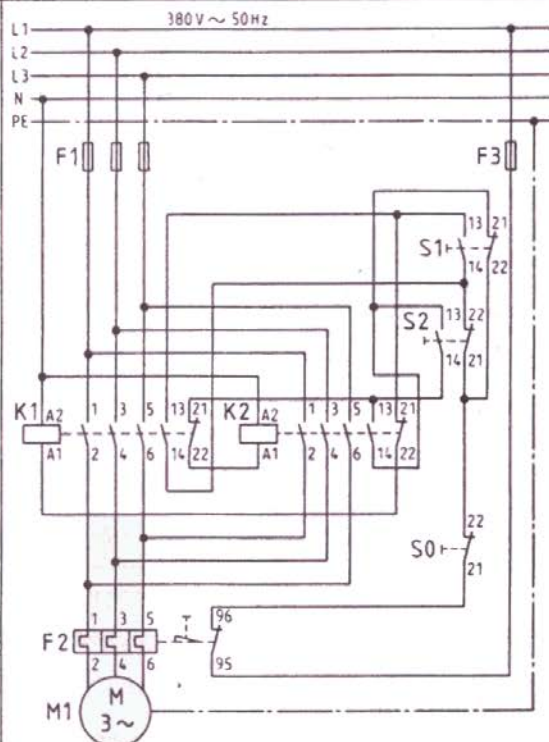 380V ~ 50Hz
L1
L2
L3
N
PE
F1
F3
13 21
S1
14 22
S2 13 22
14 21
K1 A2 1 3 5 13 21 K2 A2 1 3 5 13 21
A1 2 4 6 14 22 A1 2 4 6 14 22
22
S0
21
1 3 5 96
F2
2 4 6 95
M1 M
3 ~